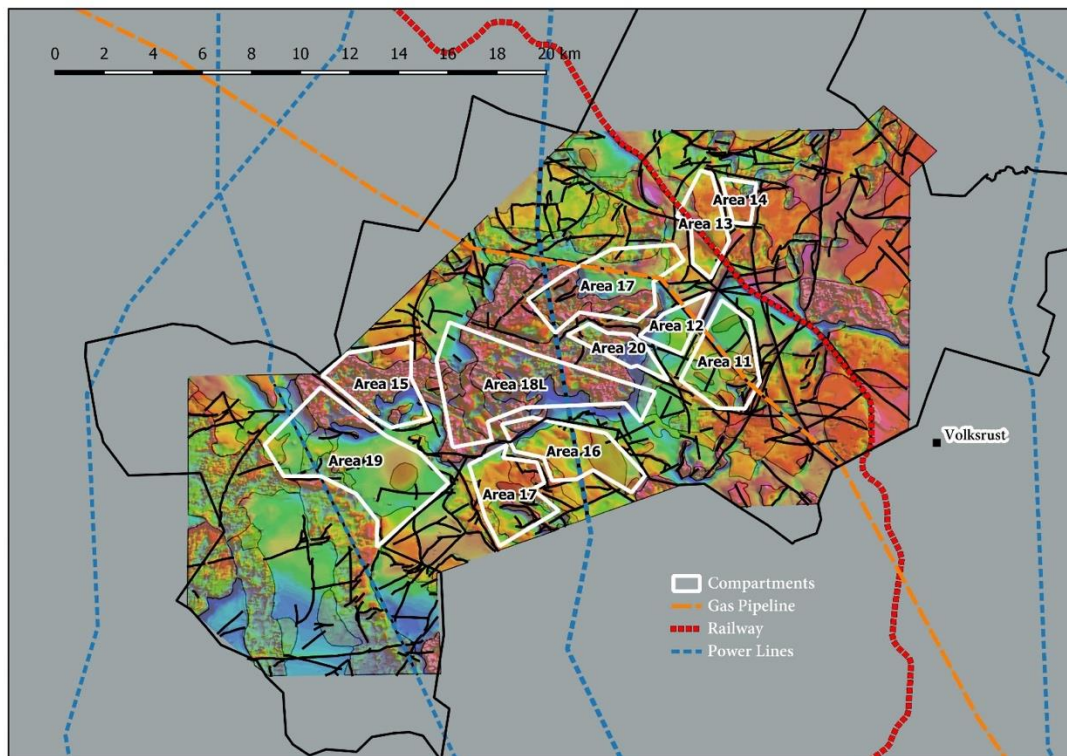 0 2 4 6 8 10 12 14 16 18 20 km
Area 14
Area 13
Area 17
Area 12
Area 20
Area 11
Area 15
Area 18L
Area 16
Area 19
Area 17
Volksrust
Compartments
Gas Pipeline
Railway
Power Lines